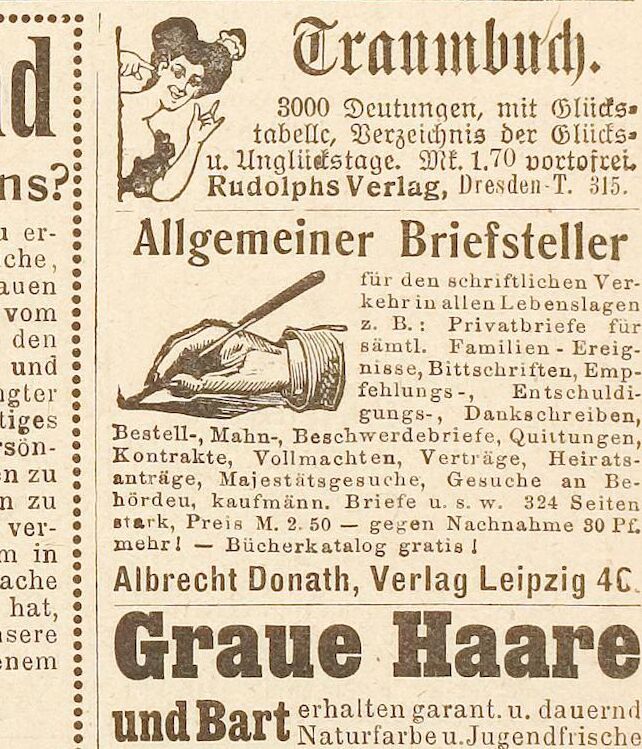 nd
ns?
u er-
che,
auen
vom
den
und
ngter
tiges
rsön-
en zu
n zu
ver-
m in
ache
hat,
nsere
enem
Traumbuch.
3000 Deutungen, mit Glücks-
tabelle, Verzeichnis der Glücks-
u. Unglückstage. Mk. 1.70 portofrei.
Rudolphs Verlag, Dresden-T. 315.
Allgemeiner Briefsteller
für den schriftlichen Ver-
kehr in allen Lebenslagen
z. B.: Privatbriefe für
sämtl. Familien-Ereig-
nisse, Bittschriften, Emp-
fehlungs-, Entschuldi-
gungs-, Dankschreiben,
Bestell-, Mahn-, Beschwerdebriefe, Quittungen,
Kontrakte, Vollmachten, Verträge, Heirats-
anträge, Majestätsgesuche, Gesuche an Be-
hörden, kaufmänn. Briefe u. s. w. 324 Seiten
stark, Preis M. 2.50 — gegen Nachnahme 30 Pf.
mehr! — Bücherkatalog gratis!
Albrecht Donath, Verlag Leipzig 4C.
Graue Haare
und Bart erhalten garant. u. dauernd
Naturfarbe u. Jugendfrische